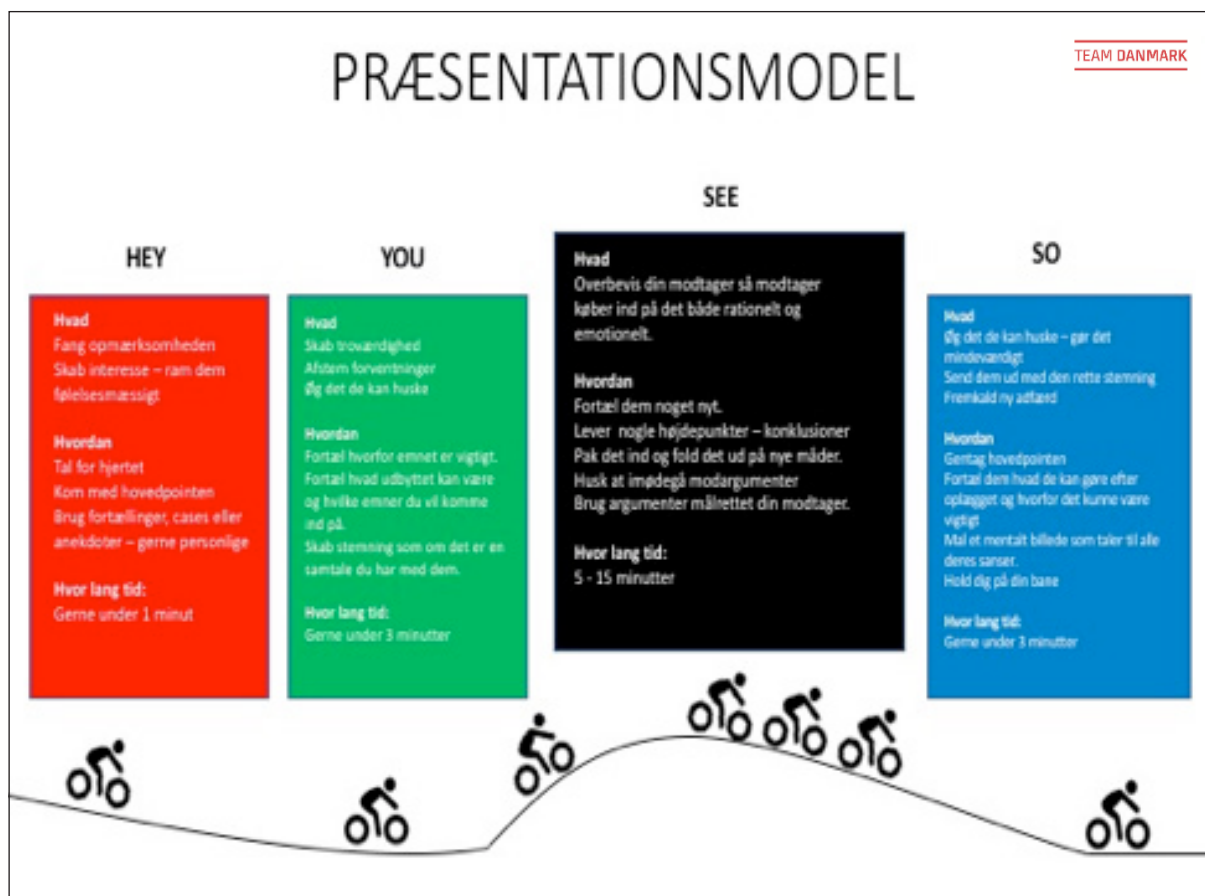 TEAM DANMARK
PRÆSENTATIONSMODEL
HEY
Hvad
Fang opmærksomheden
Skab interesse – ram dem
følelsesmæssigt
Hvordan
Tal for hjertet
Kom med hovedpointen
Brug fortællinger, cases eller
anekdoter – gerne personlige
Hvor lang tid:
Gerne under 1 minut
YOU
Hvad
Skab troværdighed
Afstem forventninger
Øg det de kan huske
Hvordan
Fortæl hvorfor emnet er vigtigt.
Fortæl hvad udbyttet kan være
og hvilke emner du vil komme
ind på.
Skab stemning som om det er en
samtale du har med dem.
Hvor lang tid:
Gerne under 3 minutter
SEE
Hvad
Overbevis din modtager så modtager
køber ind på det både rationelt og
emotionelt.
Hvordan
Fortæl dem noget nyt.
Lever nogle højdepunkter – konklusioner
Pak det ind og fold det ud på nye måder.
Husk at imødegå modargumenter
Brug argumenter målrettet din modtager.
Hvor lang tid:
5 - 15 minutter
SO
Hvad
Øg det de kan huske – gør det
mindeværdigt
Send dem ud med den rette stemning
Fremkald ny adfærd
Hvordan
Gentag hovedpointen
Fortæl dem hvad de kan gøre efter
oplægget og hvorfor det kunne være
vigtigt
Mal et mentalt billede som taler til alle
deres sanser.
Hold dig på din bane
Hvor lang tid:
Gerne under 3 minutter